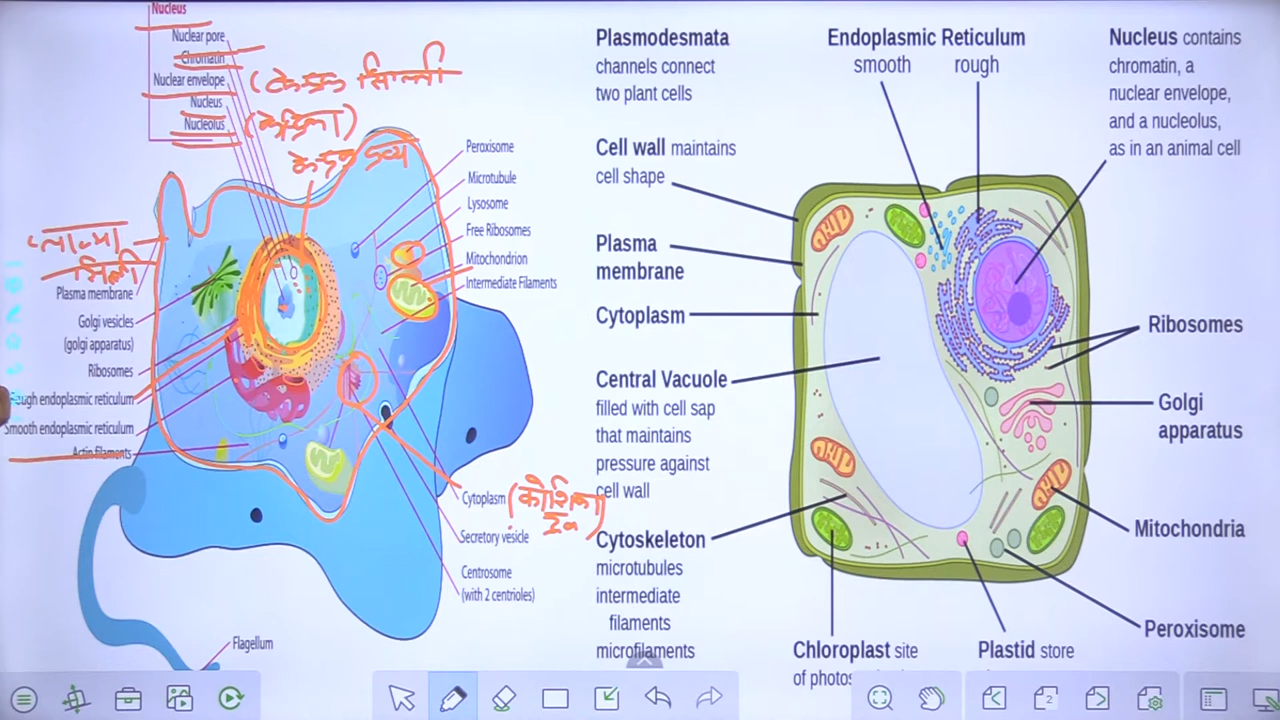 Nucleus
Nuclear pore
Chromatin
Nuclear envelope
Nucleus
Nucleolus
(केन्द्रक झिल्ली
(केंद्रिका)
केन्द्रक द्रव्य
झिल्ली
Plasma membrane
Golgi vesicles
(golgi apparatus)
Ribosomes
Rough endoplasmic reticulum
Smooth endoplasmic reticulum
Actin filaments
Peroxisome
Microtubule
Lysosome
Free Ribosomes
Mitochondrion
Intermediate Filaments
Cytoplasm (कोशिका
द्रव्य)
Secretory vesicle
Centrosome
(with 2 centrioles)
Flagellum
Plasmodesmata
channels connect
two plant cells
Cell wall maintains
cell shape
Plasma
membrane
Cytoplasm
Central Vacuole
filled with cell sap
that maintains
pressure against
cell wall
Cytoskeleton
microtubules
intermediate
filaments
microfilaments
Endoplasmic Reticulum
smooth rough
Nucleus contains
chromatin, a
nuclear envelope,
and a nucleolus,
as in an animal cell
Ribosomes
Golgi
apparatus
Mitochondria
Peroxisome
Chloroplast site
of photos
Plastid store
2